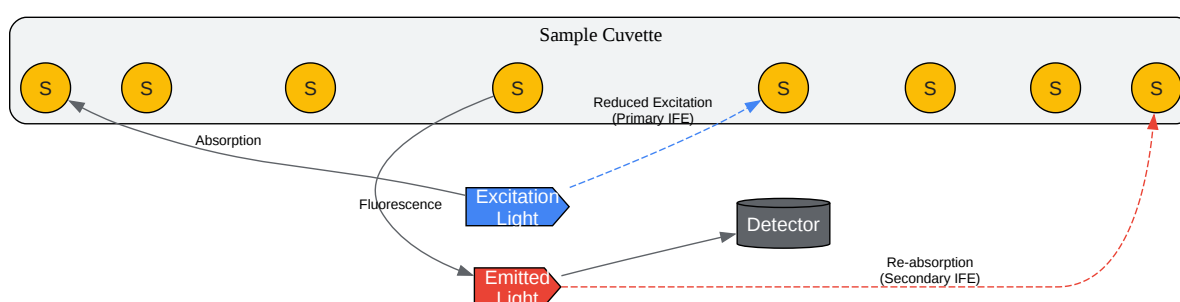 Sample Cuvette
S
S
S
S
S
S
S
S
Reduced Excitation
(Primary IFE)
Absorption
Excitation
Light
Fluorescence
Detector
Re-absorption
(Secondary IFE)
Emitted
Light